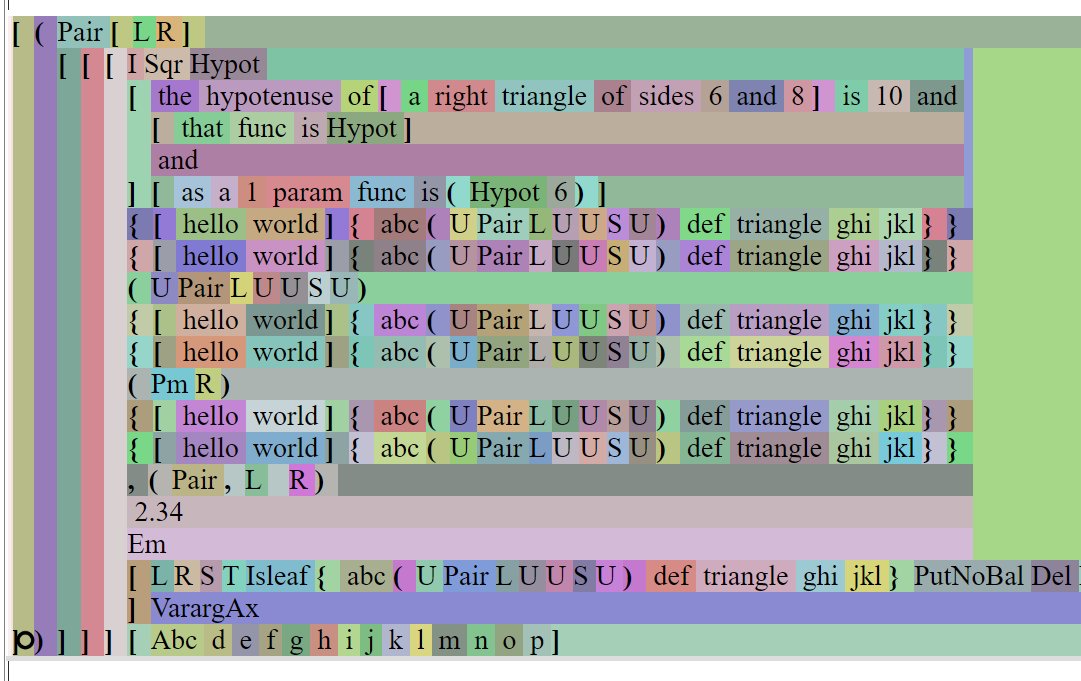 [ ( Pair [ L R ]
[ [ [ I Sqr Hypot
[ the hypotenuse of [ a right triangle of sides 6 and 8 ] is 10 and
[ that func is Hypot ]
and
] [ as a 1 param func is ( Hypot 6 ) ]
{ [ hello world ] { abc ( U Pair L U U S U ) def triangle ghi jkl } }
{ [ hello world ] { abc ( U Pair L U U S U ) def triangle ghi jkl } }
( U Pair L U U S U )
{ [ hello world ] { abc ( U Pair L U U S U ) def triangle ghi jkl } }
{ [ hello world ] { abc ( U Pair L U U S U ) def triangle ghi jkl } }
( Pm R )
{ [ hello world ] { abc ( U Pair L U U S U ) def triangle ghi jkl } }
{ [ hello world ] { abc ( U Pair L U U S U ) def triangle ghi jkl } }
, ( Pair , L R )
2.34
Em
[ L R S T Isleaf { abc ( U Pair L U U S U ) def triangle ghi jkl } PutNoBal Del
] VarargAx
) ] ] ] [ Abc d e f g h i j k l m n o p ]